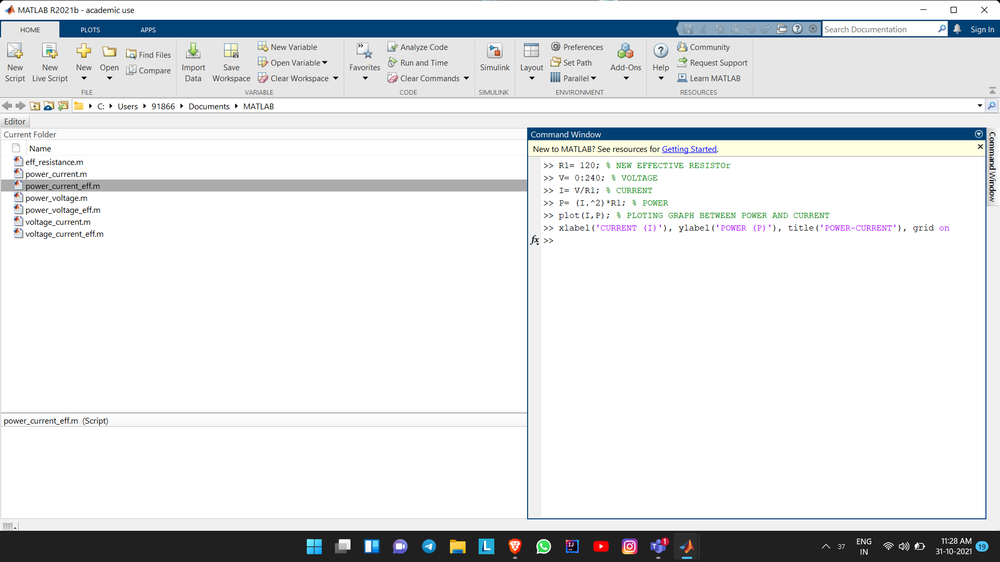 MATLAB R2021b - academic use
HOME PLOTS APPS
Search Documentation
Sign In
New Script
New Live Script
New
Open
Find Files
Compare
FILE
Import Data
Save Workspace
New Variable
Open Variable
Clear Workspace
VARIABLE
Favorites
Analyze Code
Run and Time
Clear Commands
CODE
Simulink
SIMULINK
Layout
Preferences
Set Path
Parallel
Add-Ons
ENVIRONMENT
Help
Community
Request Support
Learn MATLAB
RESOURCES
C: Users 91866 Documents MATLAB
Editor
Current Folder
Name
eff_resistance.m
power_current.m
power_current_eff.m
power_voltage.m
power_voltage_eff.m
voltage_current.m
voltage_current_eff.m
power_current_eff.m (Script)
Command Window
New to MATLAB? See resources for Getting Started.
>> R1= 120; % NEW EFFECTIVE RESISTOr
>> V= 0:240; % VOLTAGE
>> I= V/R1; % CURRENT
>> P= (I.^2)*R1; % POWER
>> plot(I,P); % PLOTING GRAPH BETWEEN POWER AND CURRENT
>> xlabel('CURRENT (I)'), ylabel('POWER (P)'), title('POWER-CURRENT'), grid on
fx >>
Command Window
L
IJ
1
37
ENG
IN
11:28 AM
31-10-2021
19